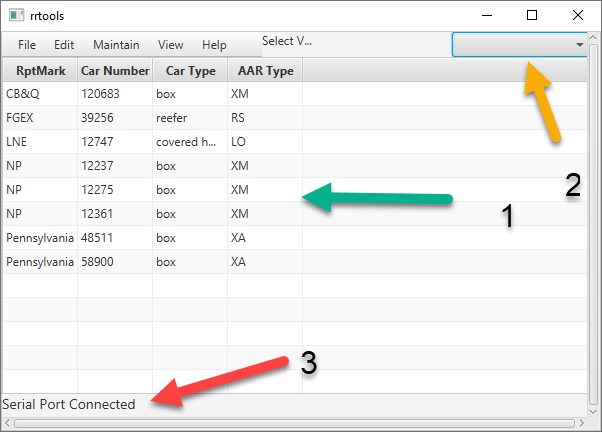 rrtools
File Edit Maintain View Help Select V...
RptMark Car Number Car Type AAR Type
CB&Q 120683 box XM
FGEX 39256 reefer RS
LNE 12747 covered h... LO
NP 12237 box XM
NP 12275 box XM
NP 12361 box XM
Pennsylvania 48511 box XA
Pennsylvania 58900 box XA
2
1
3
Serial Port Connected